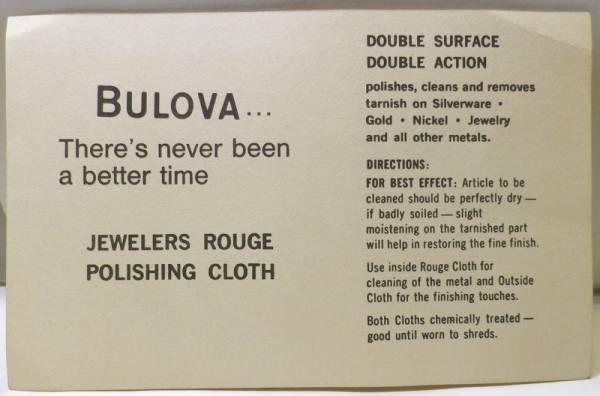 BULOVA...
There's never been
a better time
JEWELERS ROUGE
POLISHING CLOTH
DOUBLE SURFACE
DOUBLE ACTION
polishes, cleans and removes
tarnish on Silverware •
Gold • Nickel • Jewelry
and all other metals.
DIRECTIONS:
FOR BEST EFFECT: Article to be
cleaned should be perfectly dry —
if badly soiled — slight
moistening on the tarnished part
will help in restoring the fine finish.
Use inside Rouge Cloth for
cleaning of the metal and Outside
Cloth for the finishing touches.
Both Cloths chemically treated —
good until worn to shreds.